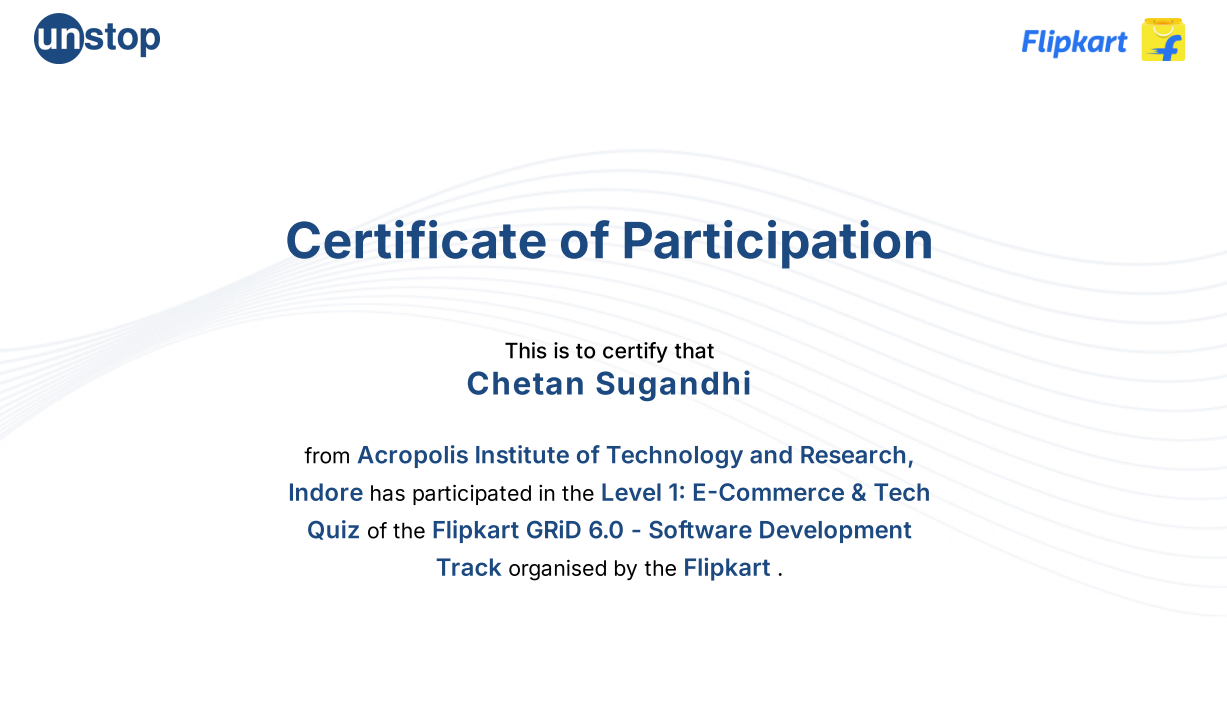 unstop
Flipkart
Certificate of Participation
This is to certify that
Chetan Sugandhi
from Acropolis Institute of Technology and Research,
Indore has participated in the Level 1: E-Commerce & Tech
Quiz of the Flipkart GRiD 6.0 - Software Development
Track organised by the Flipkart .